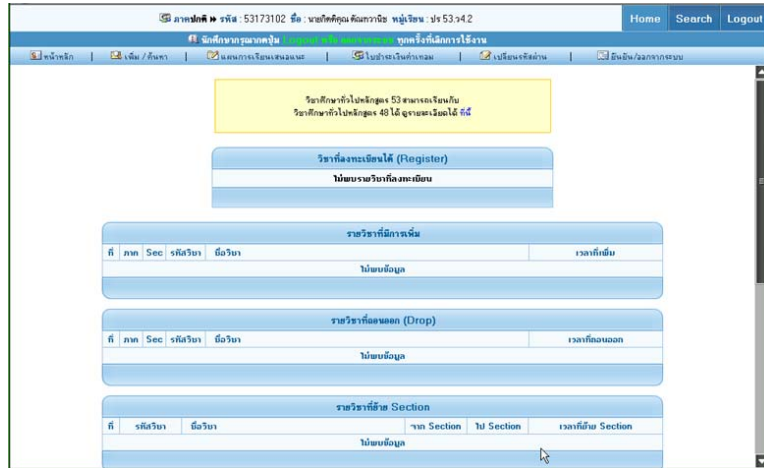 ภาคปกติ » รหัส : 53173102 ชื่อ : นายกิตติคุณ ตัณฑวานิช หมู่เรียน : ปร 53.ว4.2
Home Search Logout
นักศึกษากรุณากดปุ่ม Logout หรือ ออกจากระบบ ทุกครั้งที่เลิกการใช้งาน
หน้าหลัก | เพิ่ม / ค้นหา | แผนการเรียนเสนอแนะ | ใบชำระเงินค่าเทอม | เปลี่ยนรหัสผ่าน | ยืนยัน/ออกจากระบบ
วิชาศึกษาทั่วไปหลักสูตร 53 สามารถเรียนกับ
วิชาศึกษาทั่วไปหลักสูตร 48 ได้ ดูรายละเอียดได้ ที่นี่
วิชาที่ลงทะเบียนได้ (Register)
ไม่พบรายวิชาที่ลงทะเบียน
รายวิชาที่มีการเพิ่ม
ที่ ภาค Sec รหัสวิชา ชื่อวิชา เวลาที่เพิ่ม
ไม่พบข้อมูล
รายวิชาที่ถอนออก (Drop)
ที่ ภาค Sec รหัสวิชา ชื่อวิชา เวลาที่ถอนออก
ไม่พบข้อมูล
รายวิชาที่ย้าย Section
ที่ รหัสวิชา ชื่อวิชา จาก Section ไป Section เวลาที่ย้าย Section
ไม่พบข้อมูล